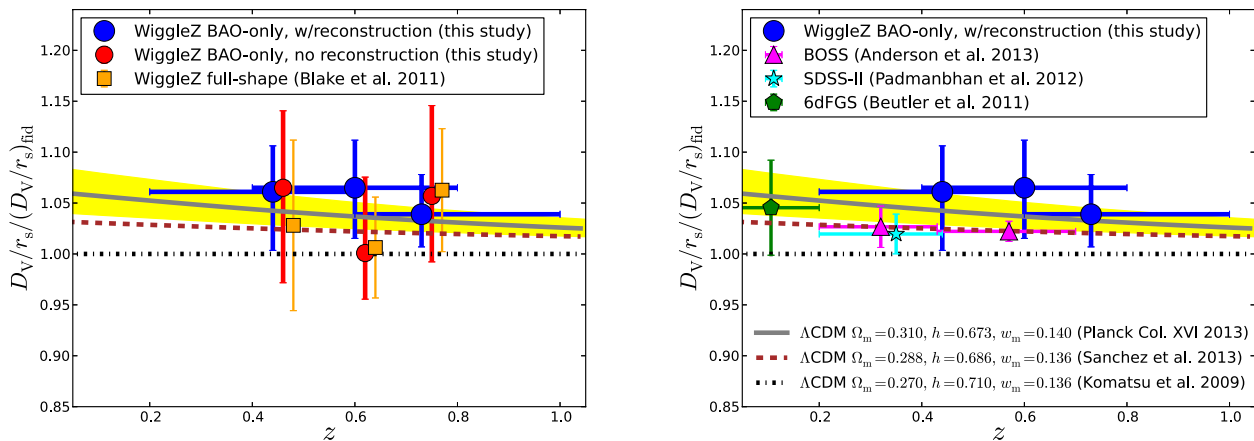 WiggleZ BAO-only, w/reconstruction (this study)
WiggleZ BAO-only, no reconstruction (this study)
WiggleZ full-shape (Blake et al. 2011)
1.20
1.15
1.10
1.05
1.00
0.95
0.90
0.85
D_V/r_s/(D_V/r_s)_fid
0.2 0.4 0.6 0.8 1.0
z
WiggleZ BAO-only, w/reconstruction (this study)
BOSS (Anderson et al. 2013)
SDSS-II (Padmanbhan et al. 2012)
6dFGS (Beutler et al. 2011)
1.20
1.15
1.10
1.05
1.00
0.95
0.90
0.85
D_V/r_s/(D_V/r_s)_fid
ΛCDM Ω_m=0.310, h=0.673, w_m=0.140 (Planck Col. XVI 2013)
ΛCDM Ω_m=0.288, h=0.686, w_m=0.136 (Sanchez et al. 2013)
ΛCDM Ω_m=0.270, h=0.710, w_m=0.136 (Komatsu et al. 2009)
0.2 0.4 0.6 0.8 1.0
z